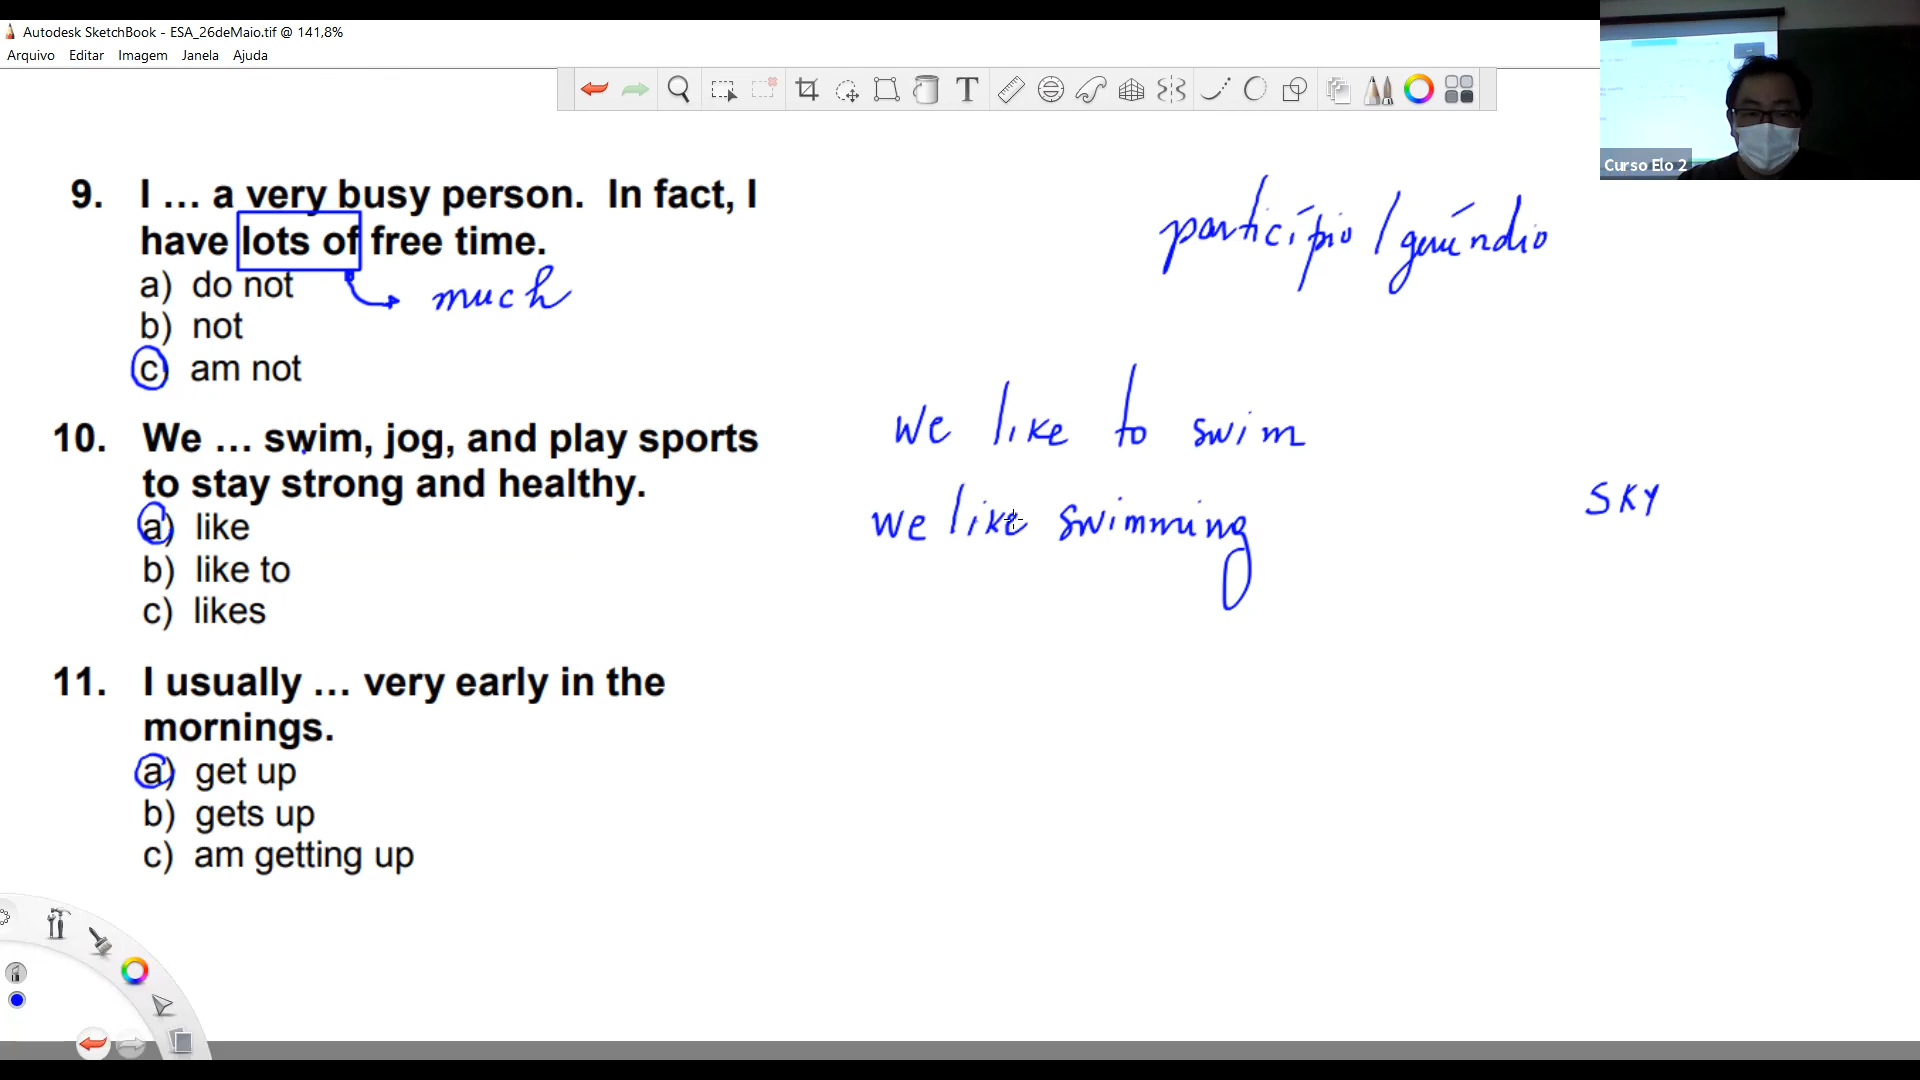 Autodesk SketchBook - ESA_26deMaio.tif @ 141,8%
Arquivo Editar Imagem Janela Ajuda
T
Curso Elo 2
9. I ... a very busy person. In fact, I
have lots of free time.
a) do not
much
b) not
c) am not
particípio / gerúndio
10. We ... swim, jog, and play sports
to stay strong and healthy.
a) like
b) like to
c) likes
we like to swim
we like swimming
SKY
11. I usually ... very early in the
mornings.
a) get up
b) gets up
c) am getting up